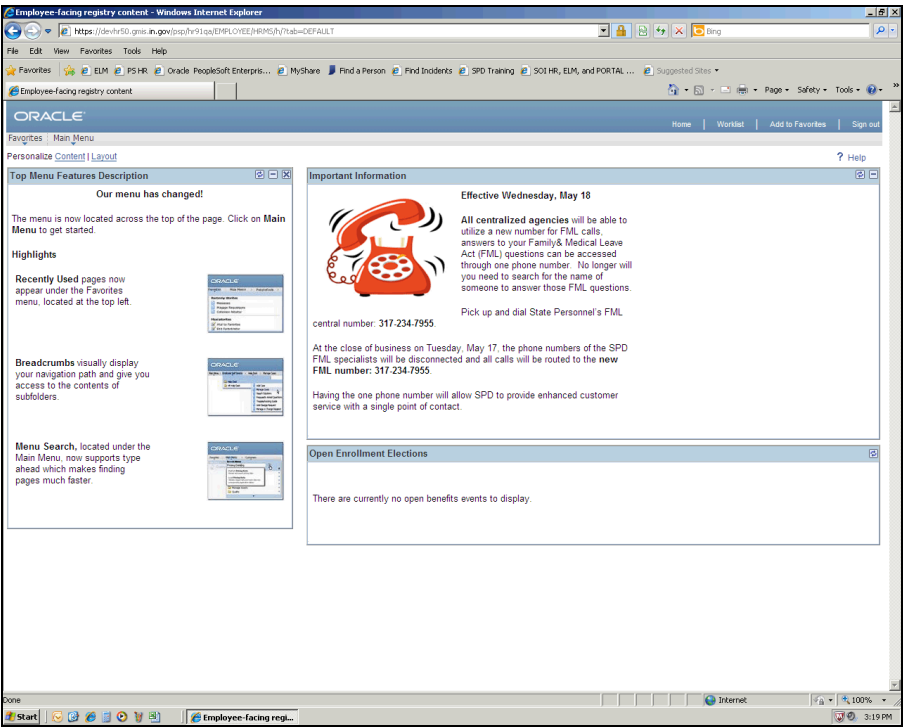 Employee-facing registry content - Windows Internet Explorer
https://devhr50.gmis.in.gov/psp/hr91qa/EMPLOYEE/HRMS/h/?tab=DEFAULT
Bing
File Edit View Favorites Tools Help
Favorites ELM PS HR Oracle PeopleSoft Enterpris... MyShare Find a Person Find Incidents SPD Training SOI HR, ELM, and PORTAL ... Suggested Sites
Employee-facing registry content
Page Safety Tools
ORACLE
Home | Worklist | Add to Favorites | Sign out
Favorites Main Menu
Personalize Content | Layout
? Help
Top Menu Features Description
Our menu has changed!
The menu is now located across the top of the page. Click on Main
Menu to get started.
Highlights
Recently Used pages now
appear under the Favorites
menu, located at the top left.
ORACLE
Breadcrumbs visually display
your navigation path and give you
access to the contents of
subfolders.
ORACLE
Menu Search, located under the
Main Menu, now supports type
ahead which makes finding
pages much faster.
ORACLE
Important Information
Effective Wednesday, May 18
All centralized agencies will be able to
utilize a new number for FML calls,
answers to your Family& Medical Leave
Act (FML) questions can be accessed
through one phone number. No longer will
you need to search for the name of
someone to answer those FML questions.
Pick up and dial State Personnel's FML
central number: 317-234-7955.
At the close of business on Tuesday, May 17, the phone numbers of the SPD
FML specialists will be disconnected and all calls will be routed to the new
FML number: 317-234-7955.
Having the one phone number will allow SPD to provide enhanced customer
service with a single point of contact.
Open Enrollment Elections
There are currently no open benefits events to display.
Done
Internet
100%
Start
Employee-facing regi...
3:19 PM